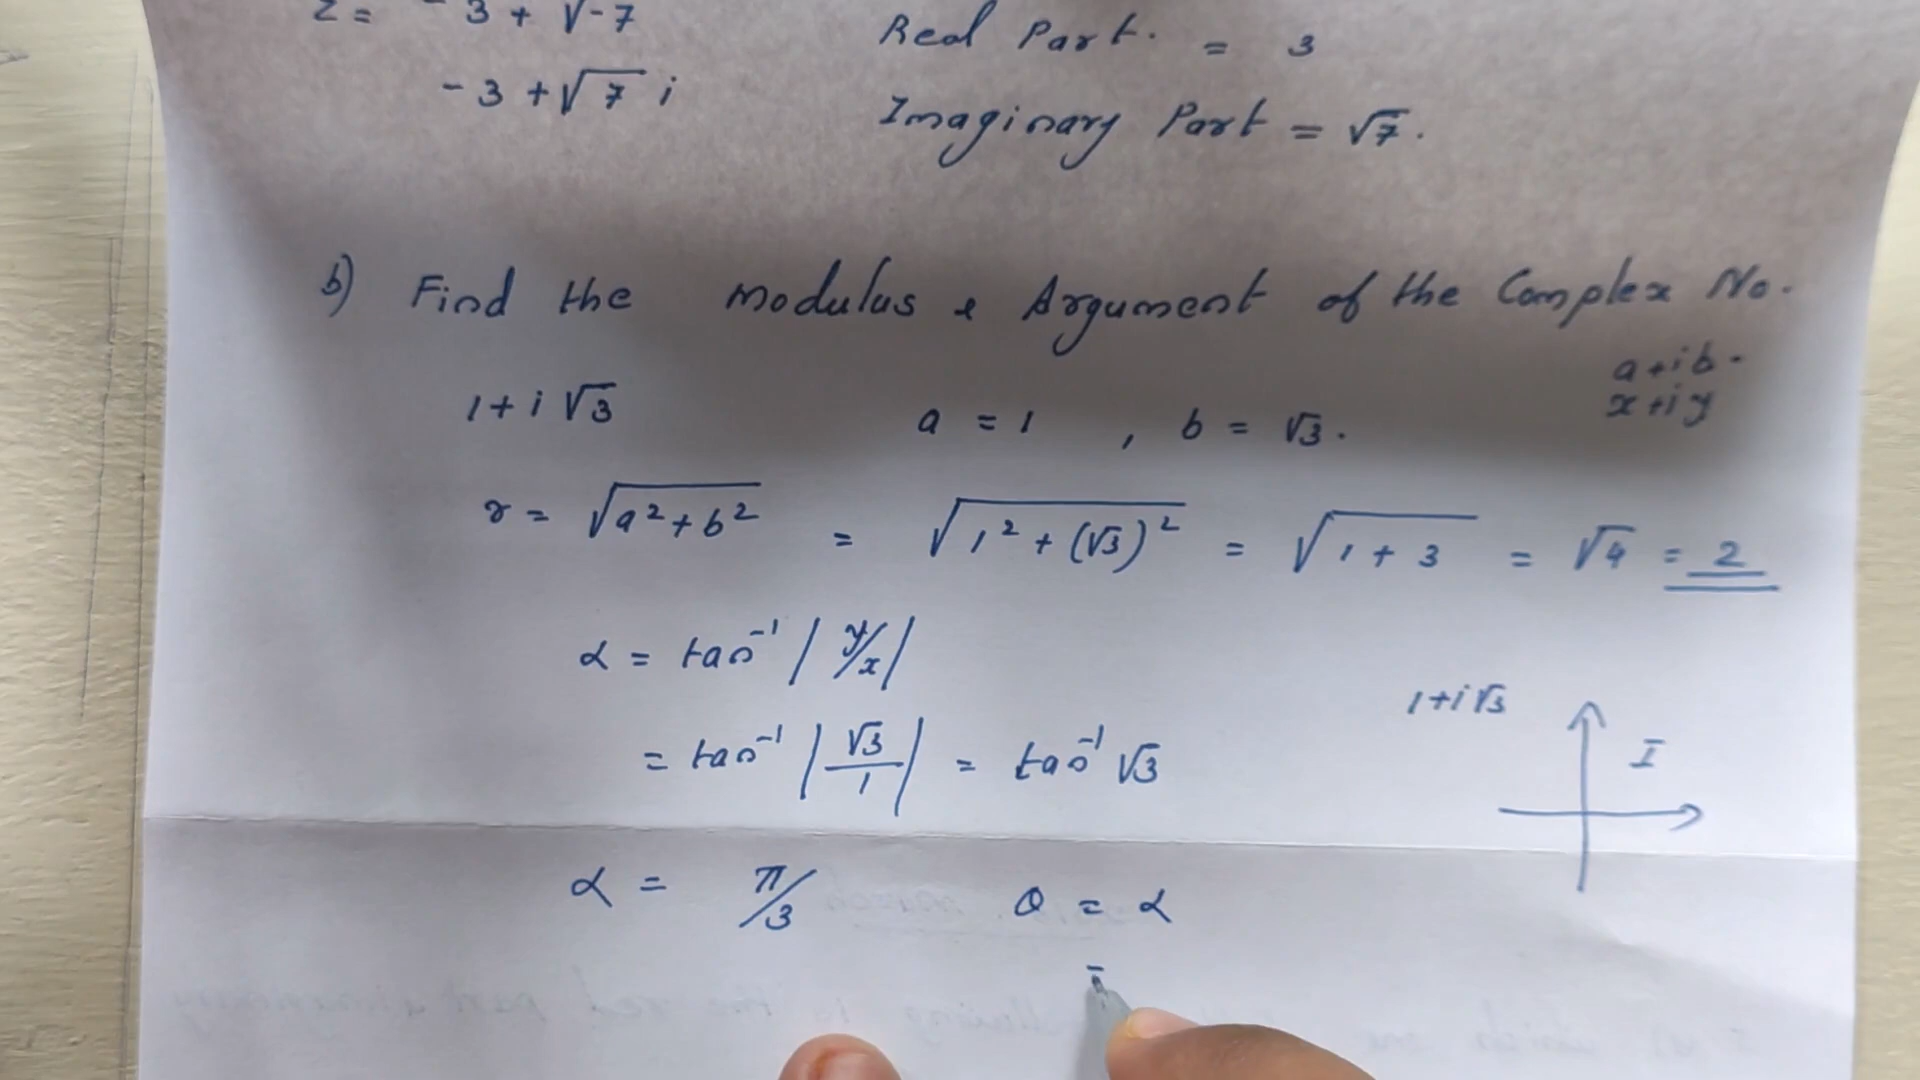 Z = - 3 + √-7
Real Part. = 3
- 3 + √7 i
Imaginary Part = √7.
b) Find the modulus & Argument of the Complex No.
a + i b.
x + i y
1 + i √3
a = 1 , b = √3.
r = √a² + b² = √1² + (√3)² = √1 + 3 = √4 = 2
α = tan⁻¹ | y/x |
1 + i √3
I
= tan⁻¹ | √3/1 | = tan⁻¹ √3
α = π/3
θ = α